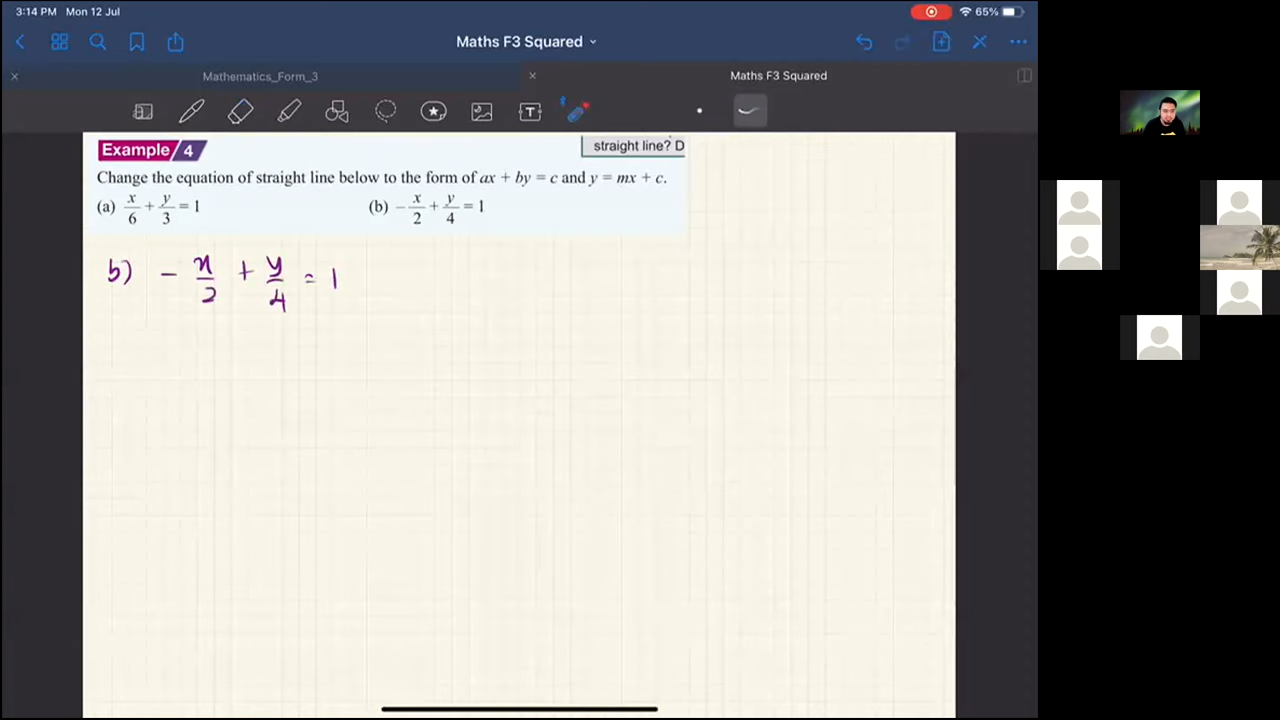 3:14 PM Mon 12 Jul
65%
Maths F3 Squared
Mathematics_Form_3
Maths F3 Squared
T
Example 4
straight line? D
Change the equation of straight line below to the form of ax + by = c and y = mx + c.
(a) x/6 + y/3 = 1 (b) -x/2 + y/4 = 1
b) - x/2 + y/4 = 1